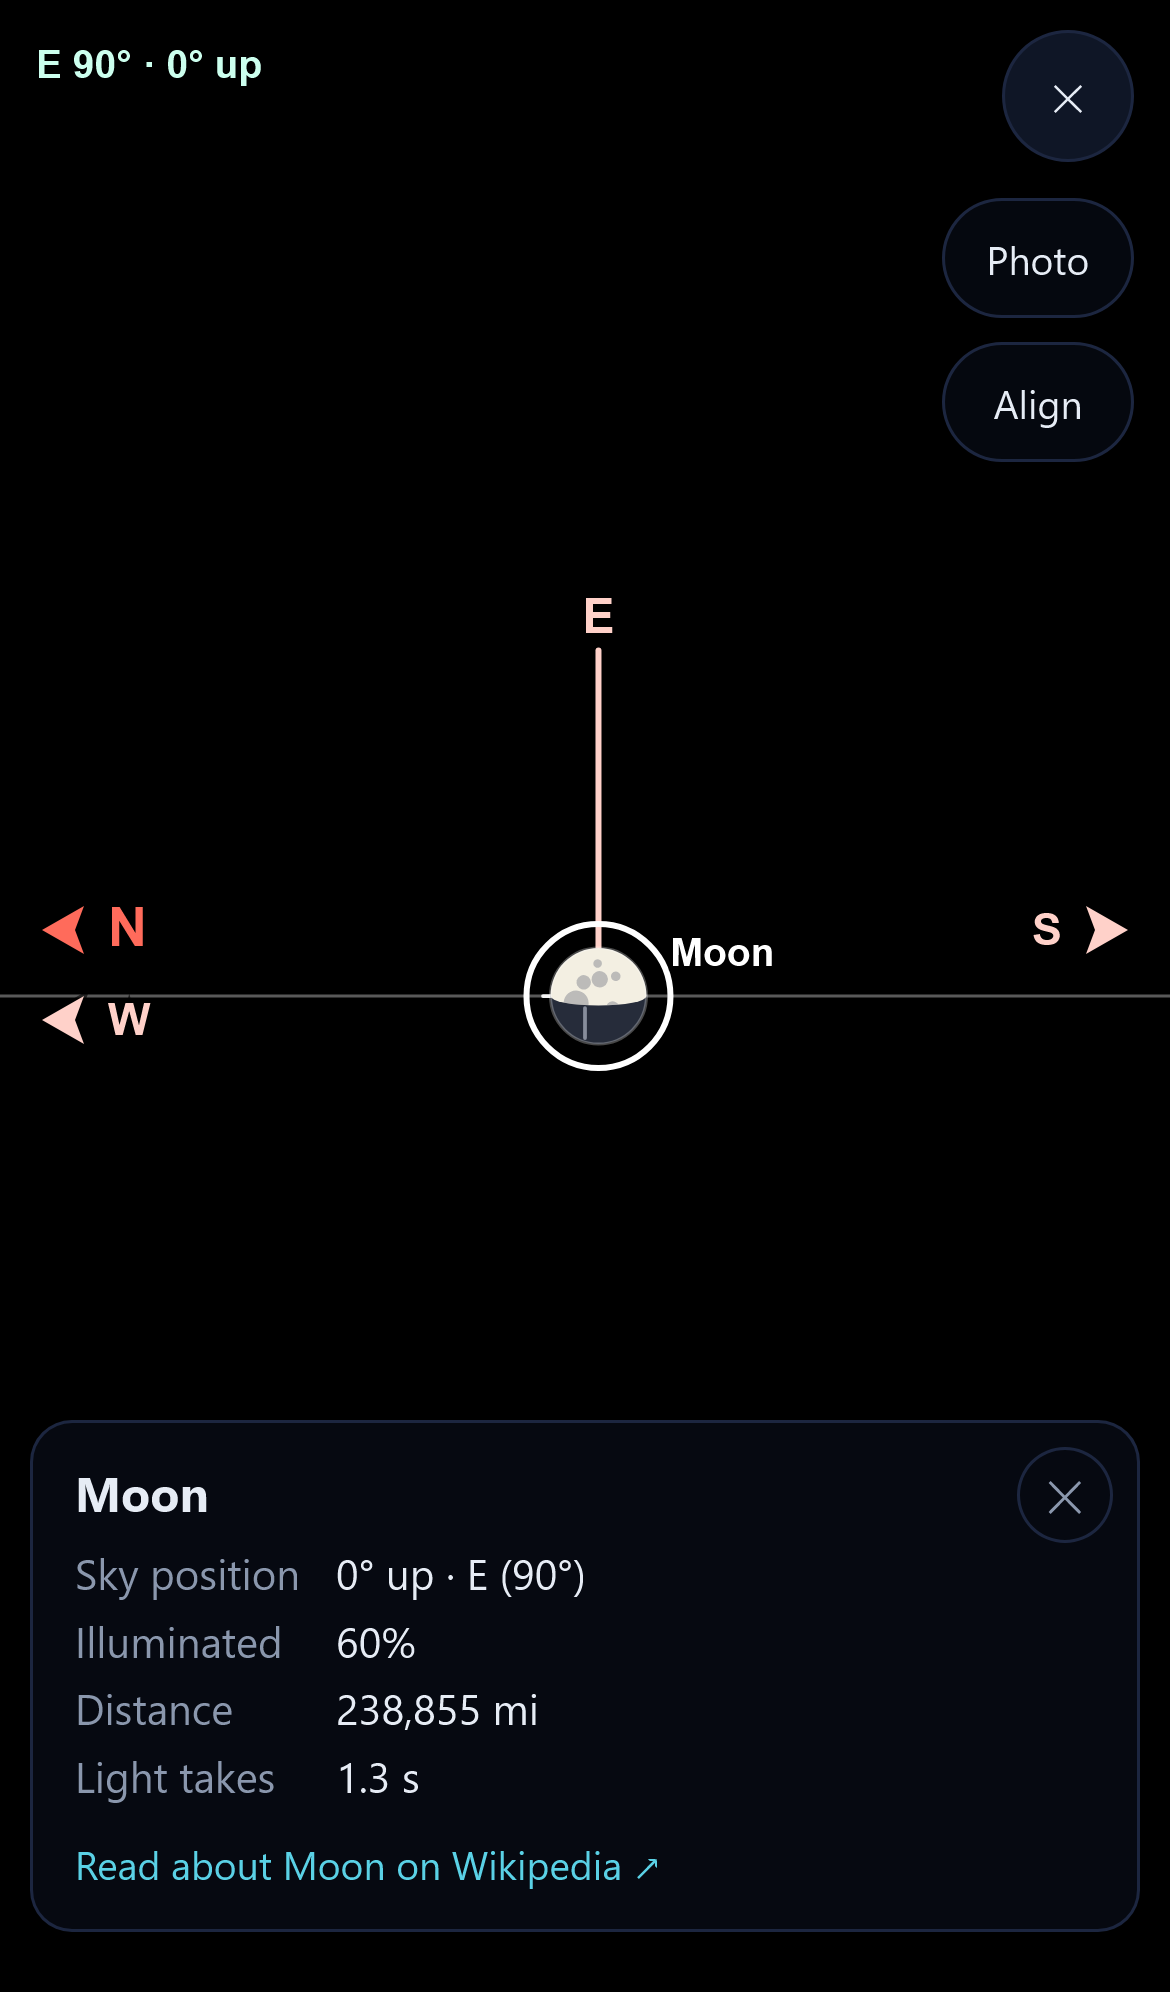 E 90° · 0° up
×
Photo
Align
E
N
S
Moon
W
Moon
×
Sky position 0° up · E (90°)
Illuminated 60%
Distance 238,855 mi
Light takes 1.3 s
Read about Moon on Wikipedia ↗